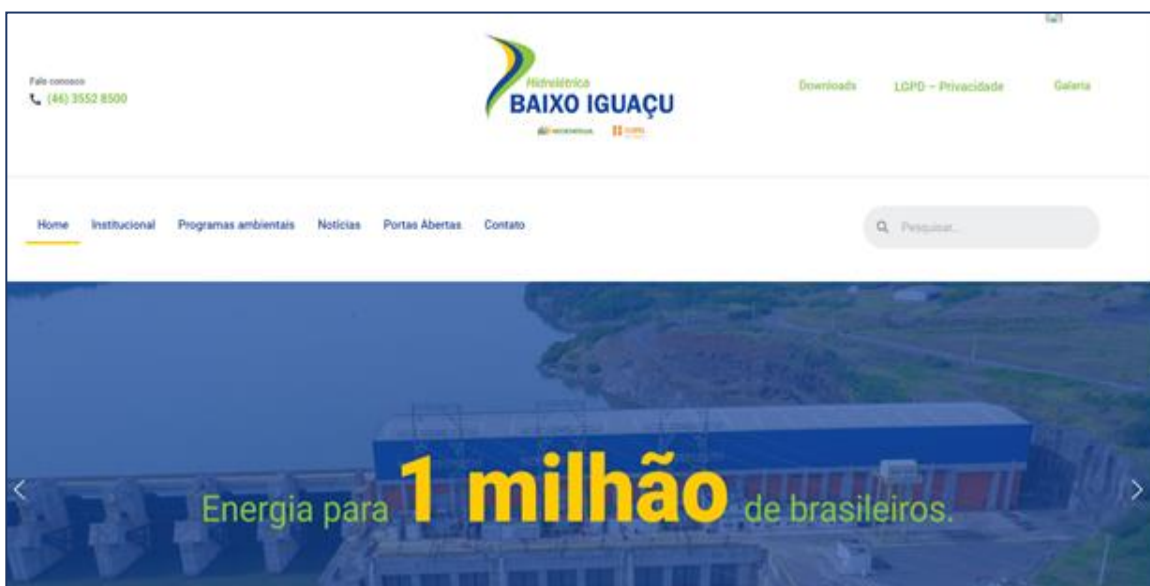 Fale conosco
(46) 3552 8500
Hidrelétrica
BAIXO IGUAÇU
Downloads
LGPD – Privacidade
Galeria
Home
Institucional
Programas ambientais
Notícias
Portas Abertas
Contato
Pesquisar...
Energia para 1 milhão de brasileiros.